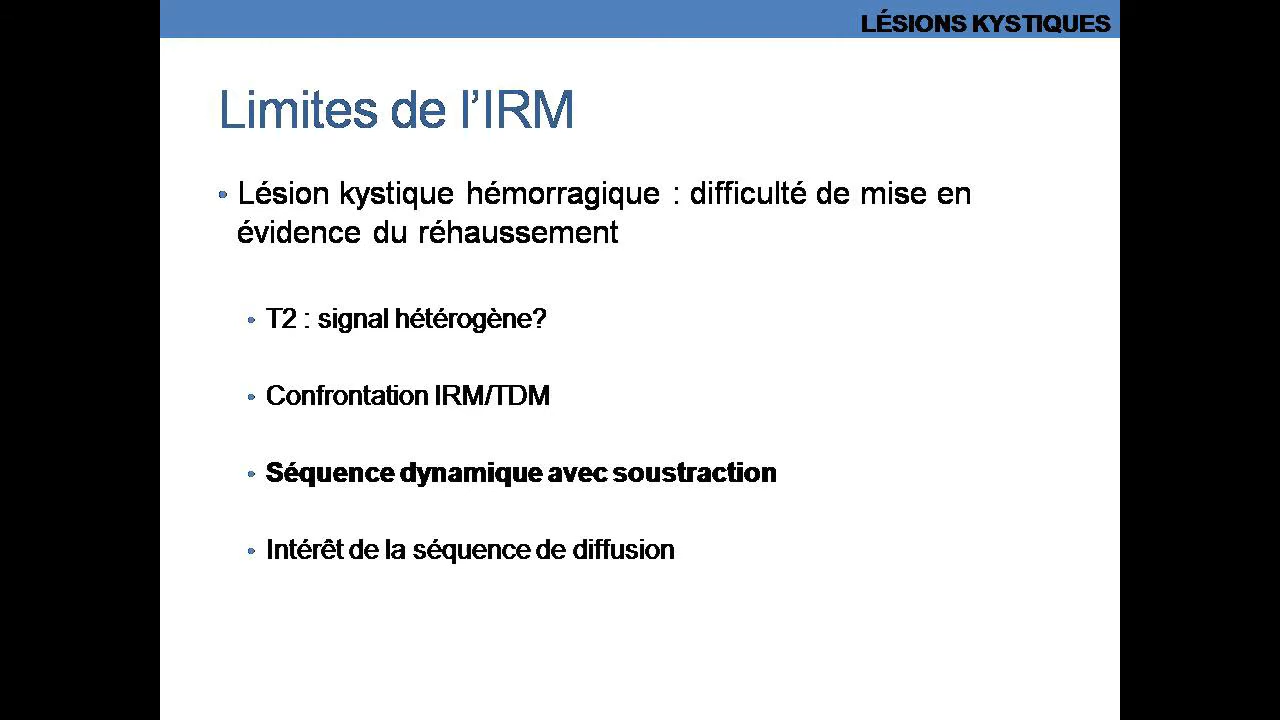 LÉSIONS KYSTIQUES
Limites de l’IRM
• Lésion kystique hémorragique : difficulté de mise en
évidence du réhaussement
• T2 : signal hétérogène?
• Confrontation IRM/TDM
• Séquence dynamique avec soustraction
• Intérêt de la séquence de diffusion